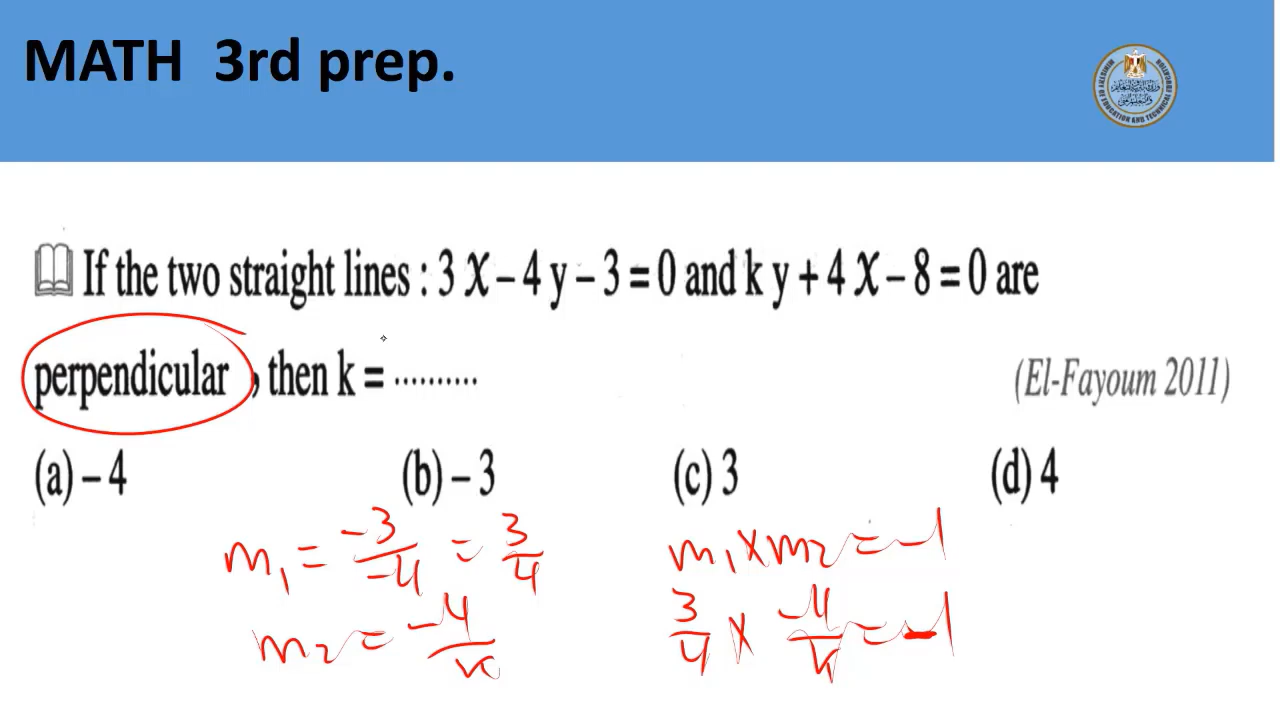 MATH 3rd prep.
If the two straight lines : 3 X – 4 y – 3 = 0 and k y + 4 X – 8 = 0 are
perpendicular , then k = ..........
(El-Fayoum 2011)
(a) – 4 (b) – 3 (c) 3 (d) 4
m₁ = -3/-4 = 3/4
m₂ = -4/k
m₁ × m₂ = -1
3/4 × -4/k = -1